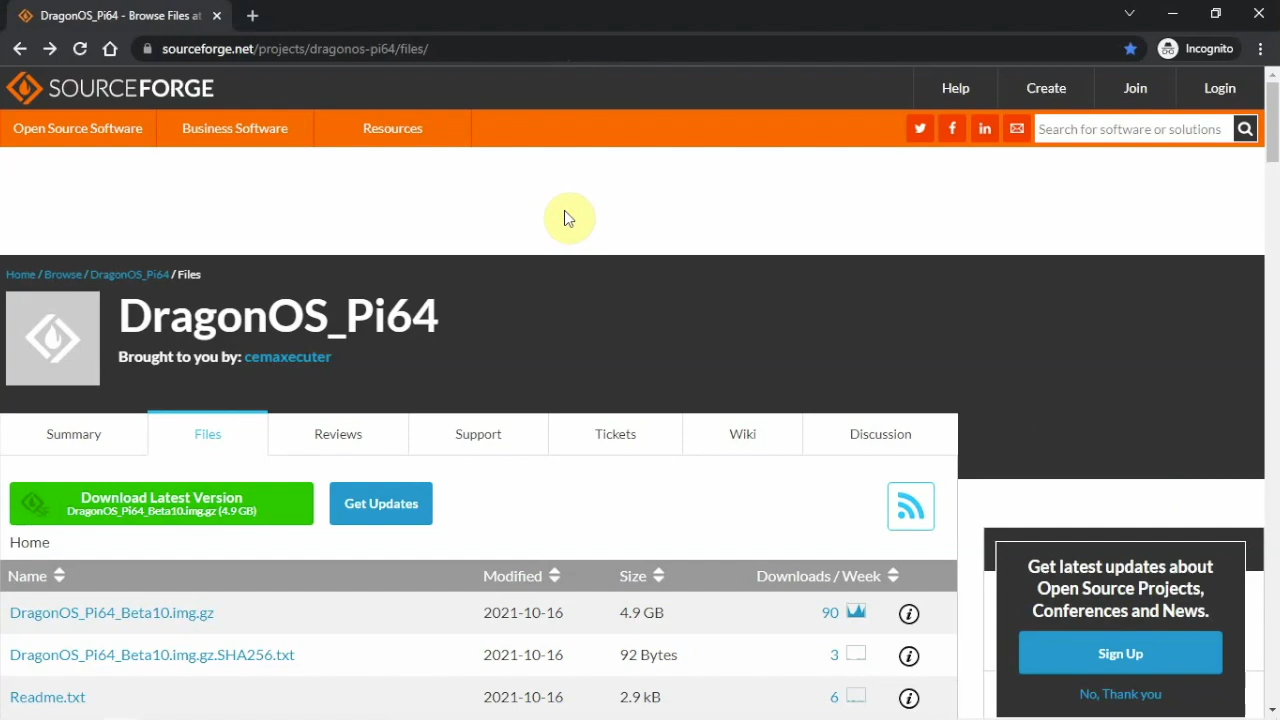 DragonOS_Pi64 - Browse Files at
sourceforge.net/projects/dragonos-pi64/files/
Incognito
SOURCEFORGE
Help
Create
Join
Login
Open Source Software
Business Software
Resources
Search for software or solutions
Home / Browse / DragonOS_Pi64 / Files
DragonOS_Pi64
Brought to you by: cemaxecuter
Summary
Files
Reviews
Support
Tickets
Wiki
Discussion
Download Latest Version
DragonOS_Pi64_Beta10.img.gz (4.9 GB)
Get Updates
Home
Name Modified Size Downloads / Week
DragonOS_Pi64_Beta10.img.gz 2021-10-16 4.9 GB 90
DragonOS_Pi64_Beta10.img.gz.SHA256.txt 2021-10-16 92 Bytes 3
Readme.txt 2021-10-16 2.9 kB 6
Get latest updates about
Open Source Projects,
Conferences and News.
Sign Up
No, Thank you